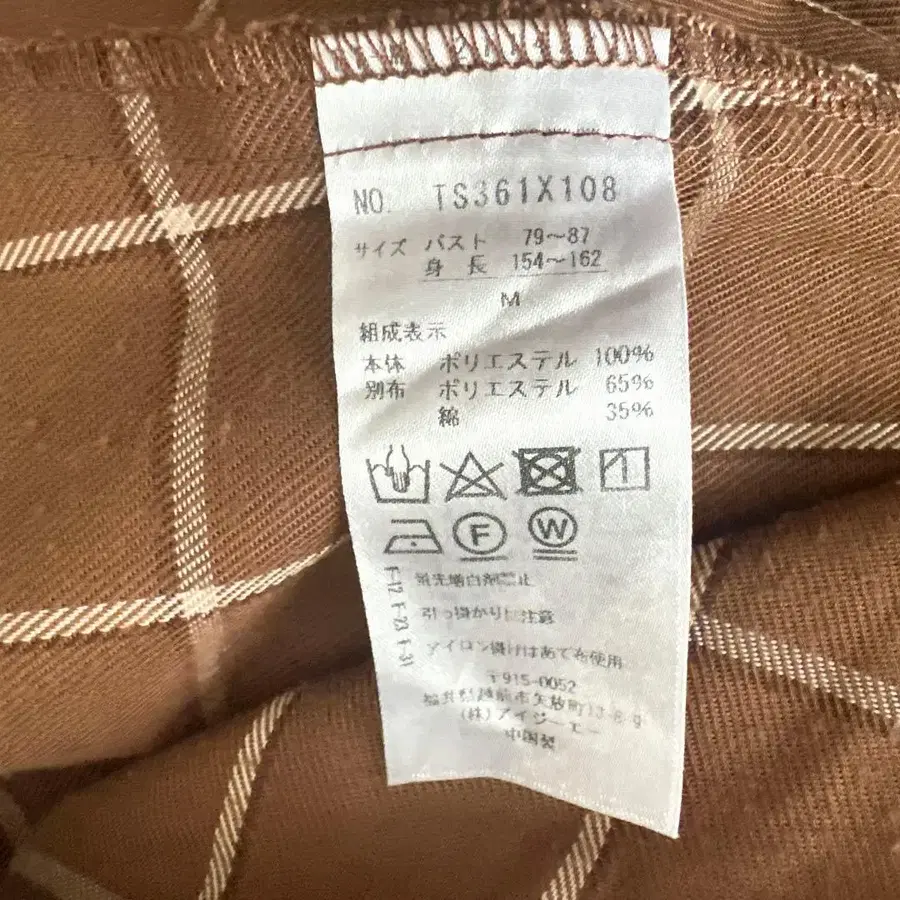 NO. TS361X108
サイズ バスト 79〜87
身長 154〜162
M
組成表示
本体 ポリエステル 100%
別布 ポリエステル 65%
綿 35%
F
W
F-12 F-23 F-31
蛍光増白剤禁止
引っ掛かりに注意
アイロン掛けはあて布使用
〒915-0052
福井県越前市矢放町13-8-9
(株)アイジーエー
中国製